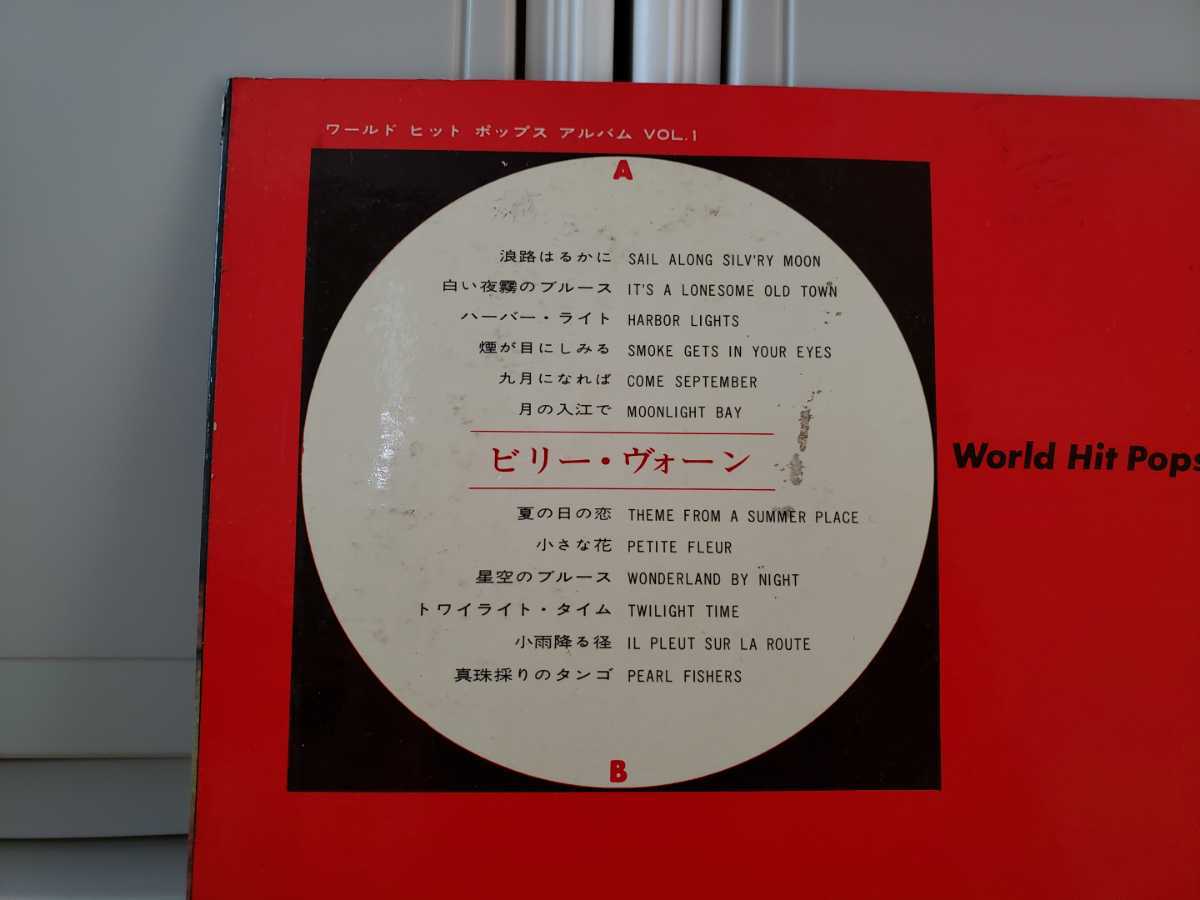 ワールド ヒット ポップス アルバム VOL.1
A
浪路はるかに SAIL ALONG SILV'RY MOON
白い夜霧のブルース IT'S A LONESOME OLD TOWN
ハーバー・ライト HARBOR LIGHTS
煙が目にしみる SMOKE GETS IN YOUR EYES
九月になれば COME SEPTEMBER
月の入江で MOONLIGHT BAY
ビリー・ヴォーン
World Hit Pops
夏の日の恋 THEME FROM A SUMMER PLACE
小さな花 PETITE FLEUR
星空のブルース WONDERLAND BY NIGHT
トワイライト・タイム TWILIGHT TIME
小雨降る径 IL PLEUT SUR LA ROUTE
真珠採りのタンゴ PEARL FISHERS
B